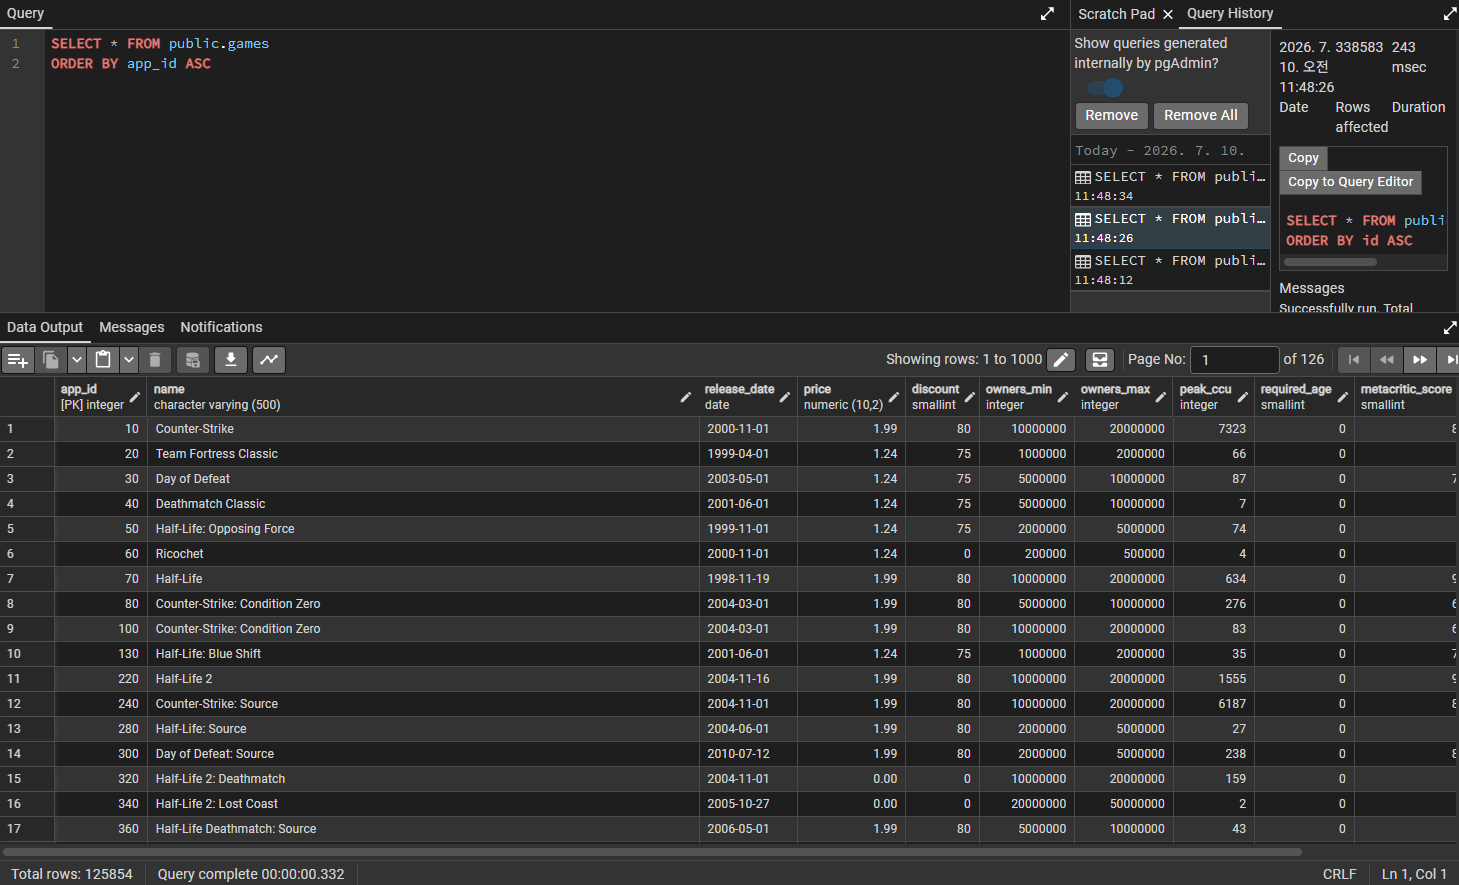 Query
1 SELECT * FROM public.games
2 ORDER BY app_id ASC
Scratch Pad
Query History
Show queries generated
internally by pgAdmin?
Remove
Remove All
Today - 2026. 7. 10.
SELECT * FROM publi…
11:48:34
SELECT * FROM publi…
11:48:26
SELECT * FROM publi…
11:48:12
2026. 7. 338583 243
10. 오전 msec
11:48:26
Date Rows Duration
affected
Copy
Copy to Query Editor
SELECT * FROM publi
ORDER BY id ASC
Messages
Successfully run. Total
Data Output Messages Notifications
Showing rows: 1 to 1000 Page No: 1 of 126
app_id name release_date price discount owners_min owners_max peak_ccu required_age metacritic_score
[PK] integer character varying (500) date numeric (10,2) smallint integer integer integer smallint smallint
1 10 Counter-Strike 2000-11-01 1.99 80 10000000 20000000 7323 0
2 20 Team Fortress Classic 1999-04-01 1.24 75 1000000 2000000 66 0
3 30 Day of Defeat 2003-05-01 1.24 75 5000000 10000000 87 0 7
4 40 Deathmatch Classic 2001-06-01 1.24 75 5000000 10000000 7 0
5 50 Half-Life: Opposing Force 1999-11-01 1.24 75 2000000 5000000 74 0
6 60 Ricochet 2000-11-01 1.24 0 200000 500000 4 0
7 70 Half-Life 1998-11-19 1.99 80 10000000 20000000 634 0
8 80 Counter-Strike: Condition Zero 2004-03-01 1.99 80 5000000 10000000 276 0
9 100 Counter-Strike: Condition Zero 2004-03-01 1.99 80 10000000 20000000 83 0
10 130 Half-Life: Blue Shift 2001-06-01 1.24 75 1000000 2000000 35 0 7
11 220 Half-Life 2 2004-11-16 1.99 80 10000000 20000000 1555 0
12 240 Counter-Strike: Source 2004-11-01 1.99 80 10000000 20000000 6187 0
13 280 Half-Life: Source 2004-06-01 1.99 80 2000000 5000000 27 0
14 300 Day of Defeat: Source 2010-07-12 1.99 80 2000000 5000000 238 0
15 320 Half-Life 2: Deathmatch 2004-11-01 0.00 0 10000000 20000000 159 0
16 340 Half-Life 2: Lost Coast 2005-10-27 0.00 0 20000000 50000000 2 0
17 360 Half-Life Deathmatch: Source 2006-05-01 1.99 80 5000000 10000000 43 0
Total rows: 125854 Query complete 00:00:00.332 CRLF Ln 1, Col 1